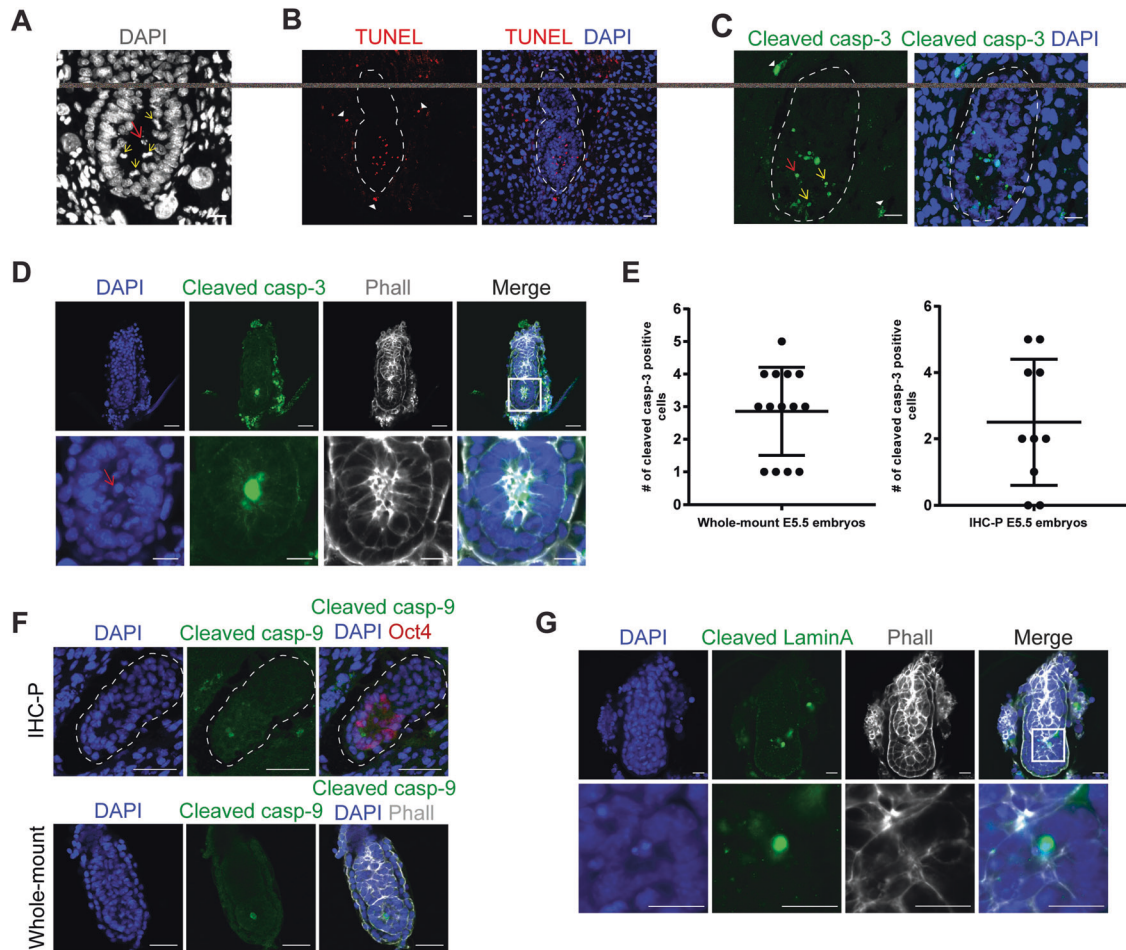 A
DAPI
B
TUNEL
TUNEL DAPI
C
Cleaved casp-3
Cleaved casp-3 DAPI
D
DAPI
Cleaved casp-3
Phall
Merge
E
# of cleaved casp-3 positive
cells
6
5
4
3
2
1
0
Whole-mount E5.5 embryos
# of cleaved casp-3 positive
cells
6
4
2
0
IHC-P E5.5 embryos
F
IHC-P
DAPI
Cleaved casp-9
Cleaved casp-9
DAPI Oct4
Whole-mount
DAPI
Cleaved casp-9
Cleaved casp-9
DAPI Phall
G
DAPI
Cleaved LaminA
Phall
Merge